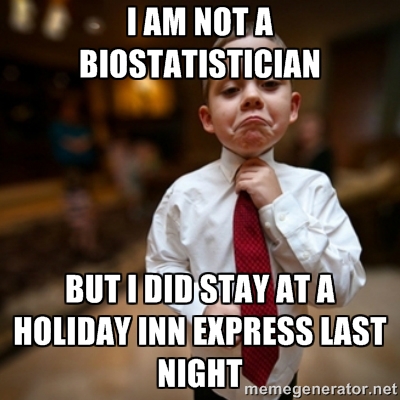 I AM NOT A
BIOSTATISTICIAN
BUT I DID STAY AT A
HOLIDAY INN EXPRESS LAST
NIGHT
memegenerator.net